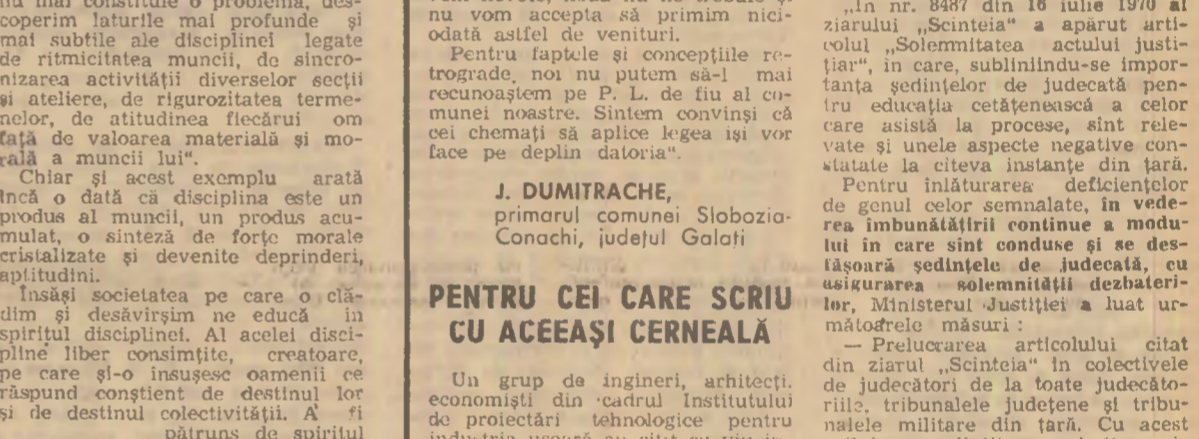 nu mai constituie o problemă, des-
coperim laturile mai profunde și
mai subtile ale disciplinei legate
de ritmicitatea muncii, de sincro-
nizarea activității diverselor secții
și ateliere, de rigurozitatea terme-
nelor, de atitudinea fiecărui om
față de valoarea materială și mo-
rală a muncii lui“.
Chiar și acest exemplu arată
încă o dată că disciplina este un
produs al muncii, un produs acu-
mulat, o sinteză de forțe morale
cristalizate și devenite deprinderi,
aptitudini.
Însăși societatea pe care o clă-
dim și desăvîrșim ne educă în
spiritul disciplinei. Al acelei disci-
pline liber consimțite, creatoare,
pe care și-o însușesc oamenii ce
răspund conștient de destinul lor
și de destinul colectivității. A fi
pătruns de spiritul
nu vom accepta să primim nici-
odată astfel de venituri.
Pentru faptele și concepțiile re-
trograde, noi nu putem să-l mai
recunoaștem pe P. L. de fiu al co-
munei noastre. Sîntem convinși că
cei chemați să aplice legea își vor
face pe deplin datoria“.
J. DUMITRACHE,
primarul comunei Slobozia-
Conachi, județul Galați
PENTRU CEI CARE SCRIU
CU ACEEAȘI CERNEALĂ
Un grup de ingineri, arhitecți,
economiști din cadrul Institutului
de proiectări tehnologice pentru
„In nr. 8487 din 16 iulie 1970 al
ziarului „Scînteia“ a apărut arti-
colul „Solemnitatea actului justi-
țiar“, în care, subliniindu-se impor-
tanța ședințelor de judecată pen-
tru educația cetățenească a celor
care asistă la procese, sînt rele-
vate și unele aspecte negative con-
statate la cîteva instanțe din țară.
Pentru înlăturarea deficiențelor
de genul celor semnalate, în vede-
rea îmbunătățirii continue a modu-
lui în care sînt conduse și se des-
fășoară ședințele de judecată, cu
asigurarea solemnității dezbateri-
lor, Ministerul Justiției a luat ur-
mătoarele măsuri :
— Prelucrarea articolului citat
din ziarul „Scînteia“ în colectivele
de judecători de la toate judecăto-
riile, tribunalele județene și tribu-
nalele militare din țară. Cu acest